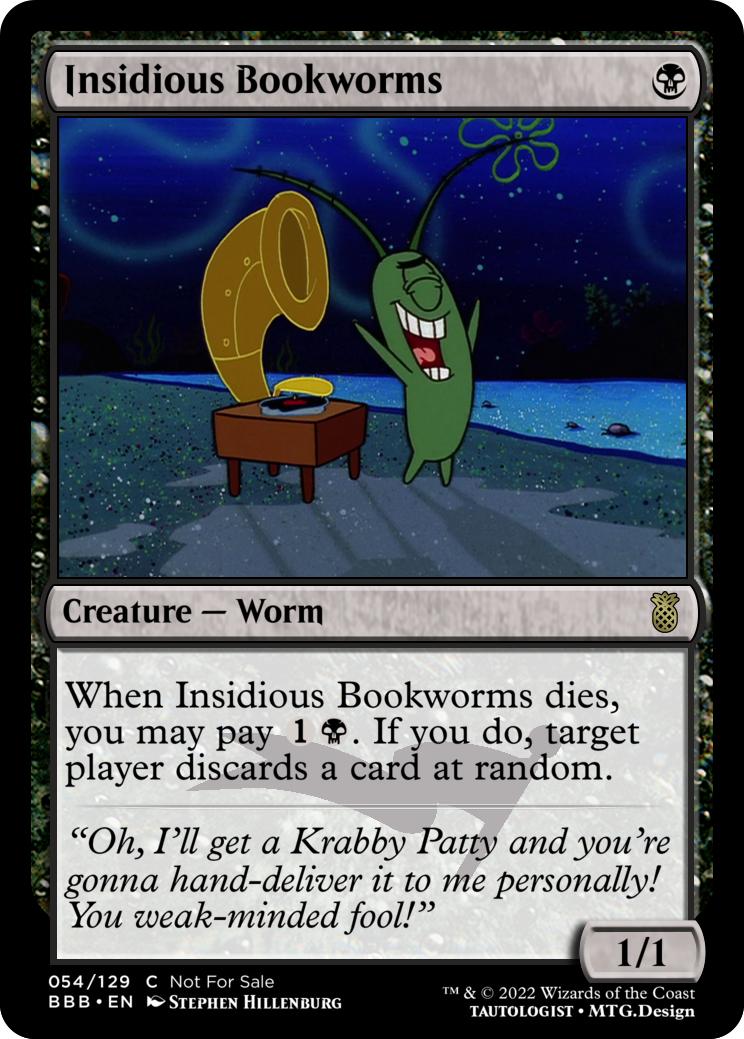 Insidious Bookworms
Creature — Worm
When Insidious Bookworms dies,
you may pay 1 . If you do, target
player discards a card at random.
“Oh, I’ll get a Krabby Patty and you’re
gonna hand-deliver it to me personally!
You weak-minded fool!”
1/1
054/129 C Not For Sale
BBB • EN STEPHEN HILLENBURG
™ & © 2022 Wizards of the Coast
TAUTOLOGIST • MTG.Design